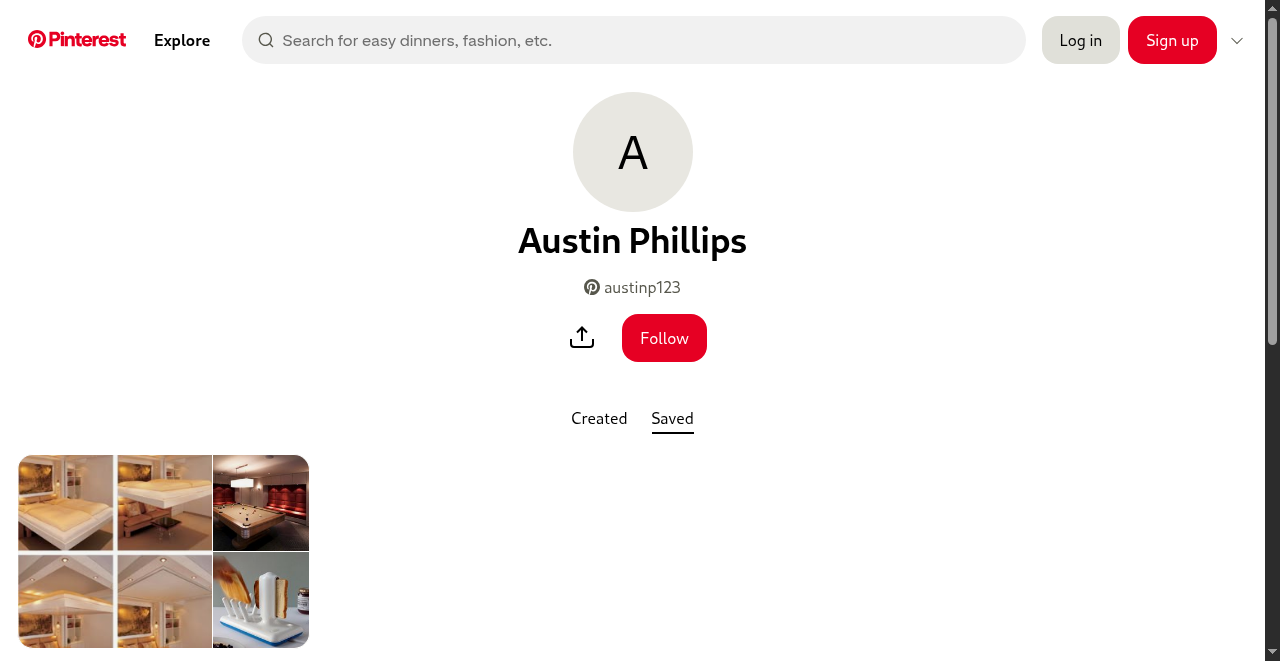 Pinterest
Explore
Search for easy dinners, fashion, etc.
Log in
Sign up
A
Austin Phillips
austinp123
Follow
Created
Saved